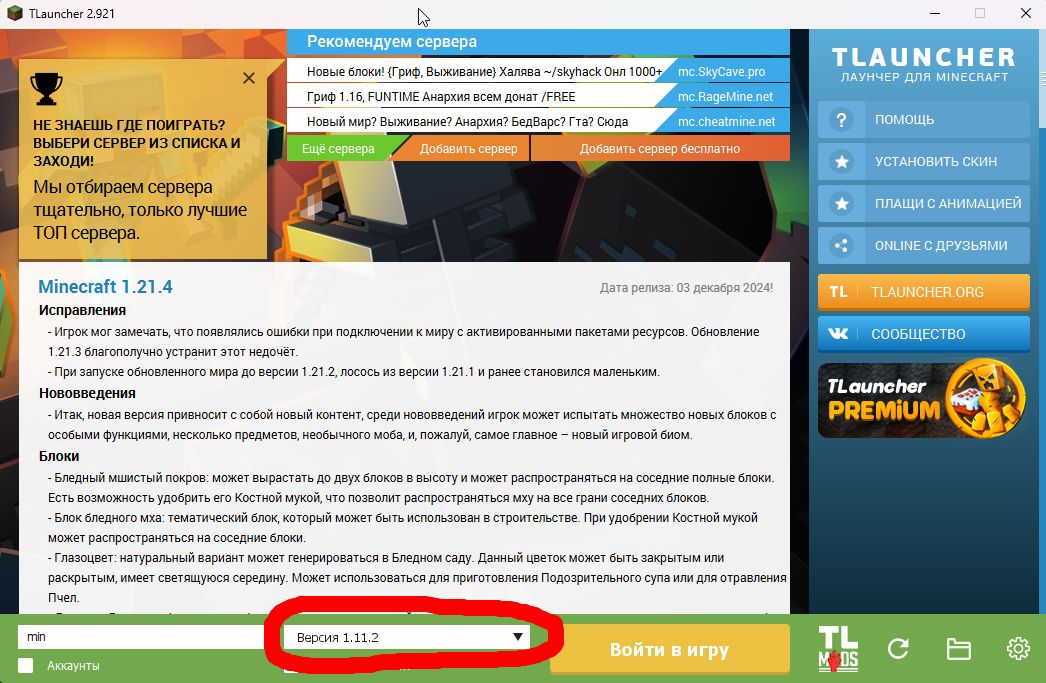 TLauncher 2.921
Рекомендуем сервера
Новые блоки! {Гриф, Выживание} Халява ~/skyhack Онл 1000+ mc.SkyCave.pro
Гриф 1.16, FUNTIME Анархия всем донат /FREE mc.RageMine.net
Новый мир? Выживание? Анархия? БедВарс? Гта? Сюда mc.cheatmine.net
Ещё сервера Добавить сервер Добавить сервер бесплатно
НЕ ЗНАЕШЬ ГДЕ ПОИГРАТЬ?
ВЫБЕРИ СЕРВЕР ИЗ СПИСКА И
ЗАХОДИ!
Мы отбираем сервера
тщательно, только лучшие
ТОП сервера.
Minecraft 1.21.4 Дата релиза: 03 декабря 2024!
Исправления
- Игрок мог замечать, что появлялись ошибки при подключении к миру с активированными пакетами ресурсов. Обновление
1.21.3 благополучно устранит этот недочёт.
- При запуске обновленного мира до версии 1.21.2, лосось из версии 1.21.1 и ранее становился маленьким.
Нововведения
- Итак, новая версия привносит с собой новый контент, среди нововведений игрок может испытать множество новых блоков с
особыми функциями, несколько предметов, необычного моба, и, пожалуй, самое главное – новый игровой биом.
Блоки
- Бледный мшистый покров: может вырастать до двух блоков в высоту и может распространяться на соседние полные блоки.
Есть возможность удобрить его Костной мукой, что позволит распространяться мху на все грани соседних блоков.
- Блок бледного мха: тематический блок, который может быть использован в строительстве. При удобрении Костной мукой
может распространяться на соседние блоки.
- Глазоцвет: натуральный вариант может генерироваться в Бледном саду. Данный цветок может быть закрытым или
раскрытым, имеет светящуюся середину. Может использоваться для приготовления Подозрительного супа или для отравления
Пчел.
TLAUNCHER
ЛАУНЧЕР ДЛЯ MINECRAFT
? ПОМОЩЬ
УСТАНОВИТЬ СКИН
ПЛАЩИ С АНИМАЦИЕЙ
ONLINE С ДРУЗЬЯМИ
TL TLAUNCHER.ORG
СООБЩЕСТВО
TLauncher
PREMIUM
min
Версия 1.11.2
Войти в игру
Аккаунты
TL
MODS